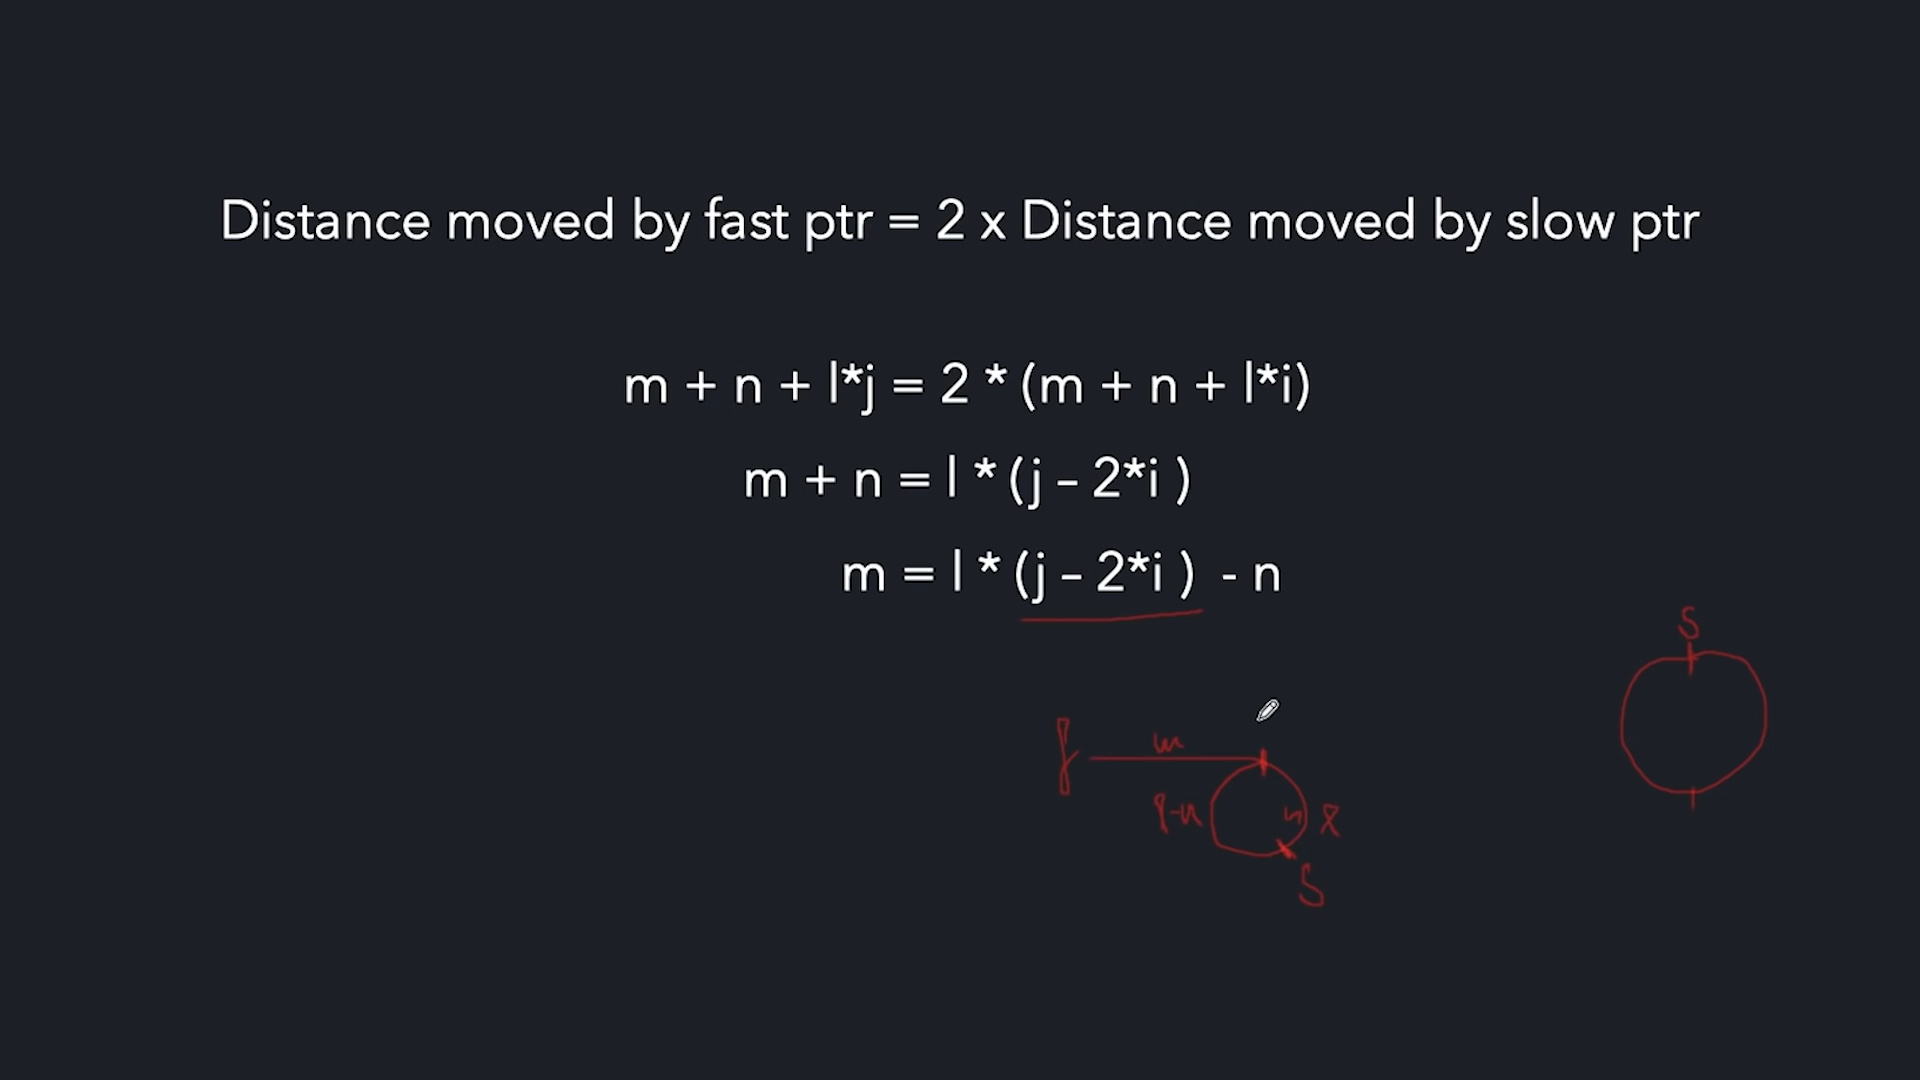 Distance moved by fast ptr = 2 x Distance moved by slow ptr
m + n + l*j = 2 * (m + n + l*i)
m + n = l * (j – 2*i )
m = l * (j – 2*i ) - n
S
f
m
l-n
n
l
S